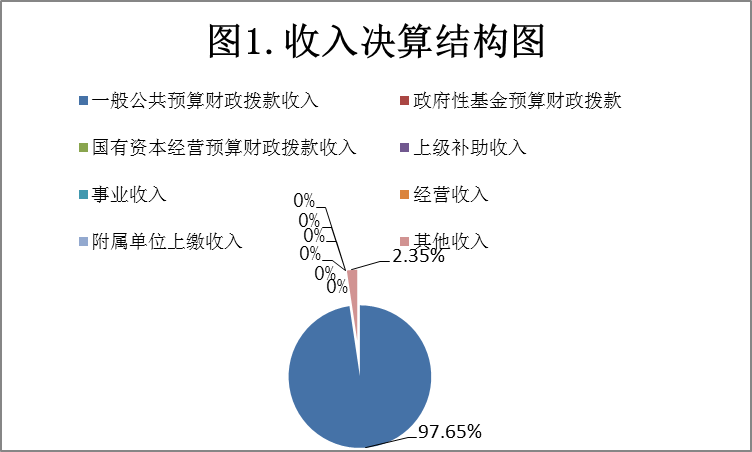 图1.收入决算结构图
一般公共预算财政拨款收入
政府性基金预算财政拨款
国有资本经营预算财政拨款收入
上级补助收入
事业收入
经营收入
附属单位上缴收入
其他收入
0%
0%
0%
0%
0%
0%
2.35%
97.65%